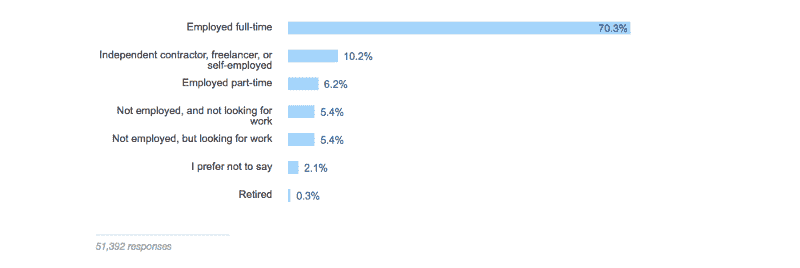 Employed full-time
70.3%
Independent contractor, freelancer, or
self-employed
10.2%
Employed part-time
6.2%
Not employed, and not looking for
work
5.4%
Not employed, but looking for work
5.4%
I prefer not to say
2.1%
Retired
0.3%
51,392 responses